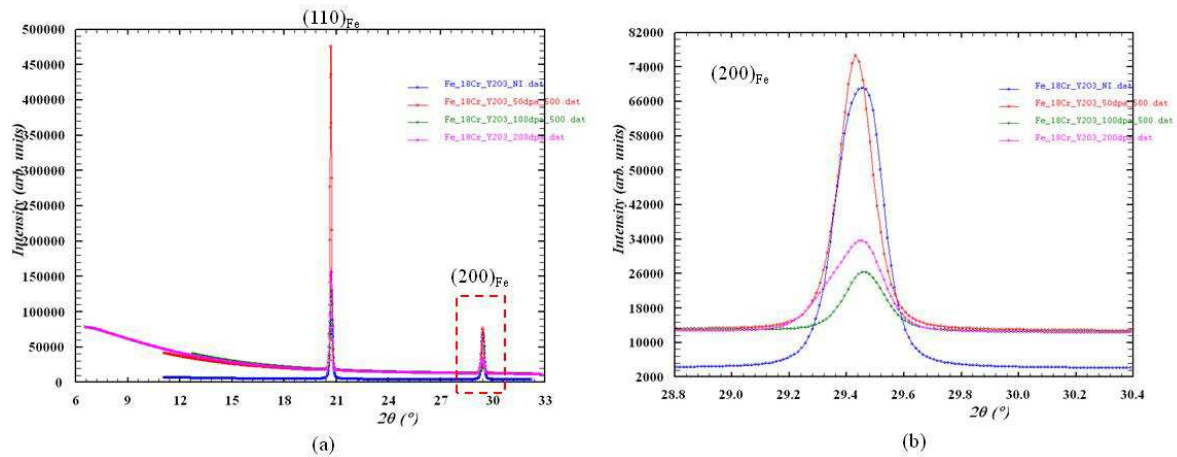 (110)Fe
500000
450000
400000
350000
300000
250000
200000
150000
100000
50000
0
Intensity (arb. units)
Fe_18Cr_Y2O3_NI.dat
Fe_18Cr_Y2O3_50dpa_500.dat
Fe_18Cr_Y2O3_100dpa_500.dat
Fe_18Cr_Y2O3_200dpa.dat
(200)Fe
6 9 12 15 18 21 24 27 30 33
2θ (°)
(a)
82000
74000
66000
58000
50000
42000
34000
26000
18000
10000
2000
Intensity (arb. units)
(200)Fe
Fe_18Cr_Y2O3_NI.dat
Fe_18Cr_Y2O3_50dpa_500.dat
Fe_18Cr_Y2O3_100dpa_500.dat
Fe_18Cr_Y2O3_200dpa.dat
28.8 29.0 29.2 29.4 29.6 29.8 30.0 30.2 30.4
2θ (°)
(b)